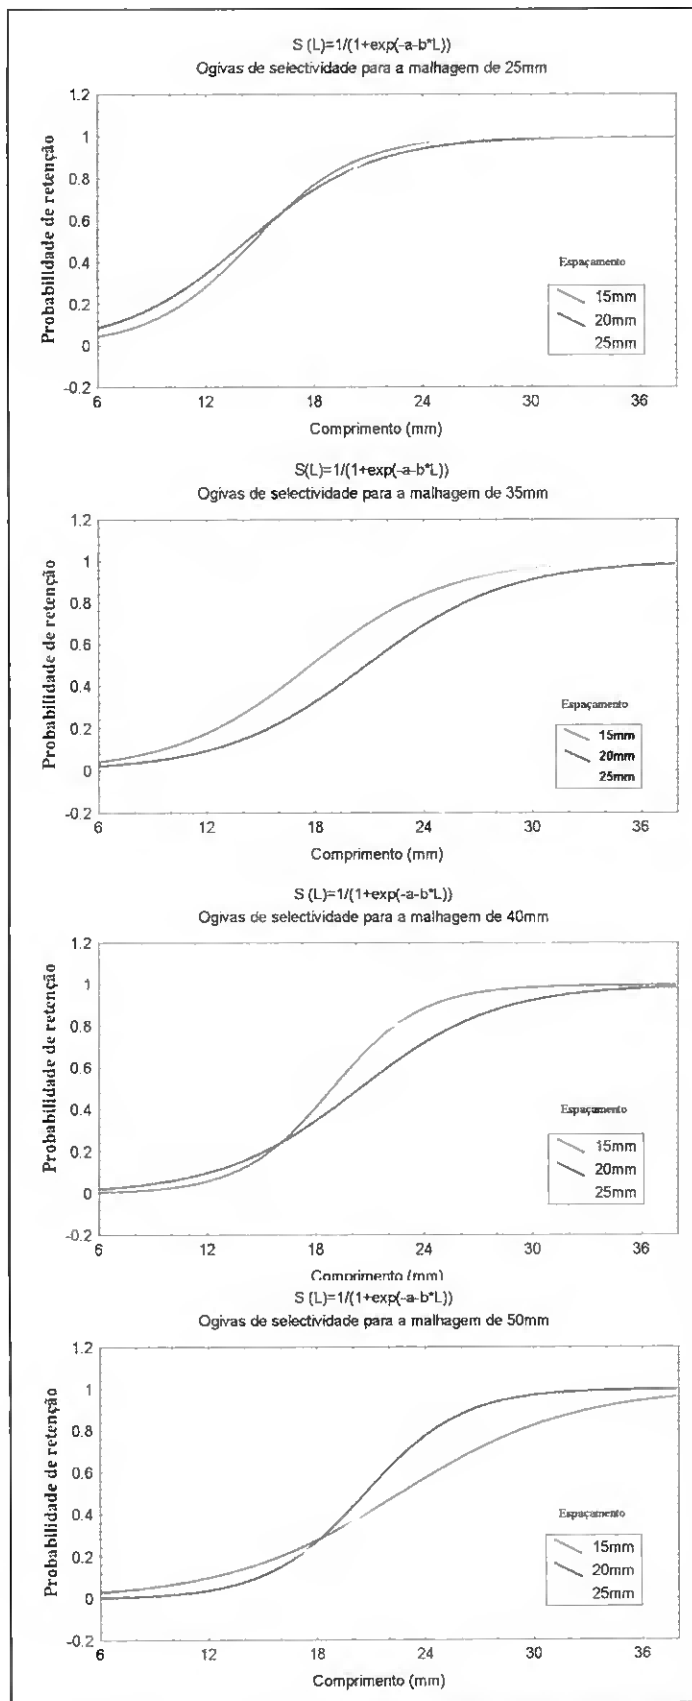 S (L)=1/(1+exp(-a-b*L))
Ogivas de selectividade para a malhagem de 25mm
Probabilidade de retenção
1.2
1
0.8
0.6
0.4
0.2
0
-0.2
6 12 18 24 30 36
Comprimento (mm)
Espaçamento
15mm
20mm
25mm
S(L)=1/(1+exp(-a-b*L))
Ogivas de selectividade para a malhagem de 35mm
Probabilidade de retenção
1.2
1
0.8
0.6
0.4
0.2
0
-0.2
6 12 18 24 30 36
Comprimento (mm)
Espaçamento
15mm
20mm
25mm
S (L)=1/(1+exp(-a-b*L))
Ogivas de selectividade para a malhagem de 40mm
Probabilidade de retenção
1.2
1
0.8
0.6
0.4
0.2
0
-0.2
6 12 18 24 30 36
Comprimento (mm)
Espaçamento
15mm
20mm
25mm
S (L)=1/(1+exp(-a-b*L))
Ogivas de selectividade para a malhagem de 50mm
Probabilidade de retenção
1.2
1
0.8
0.6
0.4
0.2
0
-0.2
6 12 18 24 30 36
Comprimento (mm)
Espaçamento
15mm
20mm
25mm